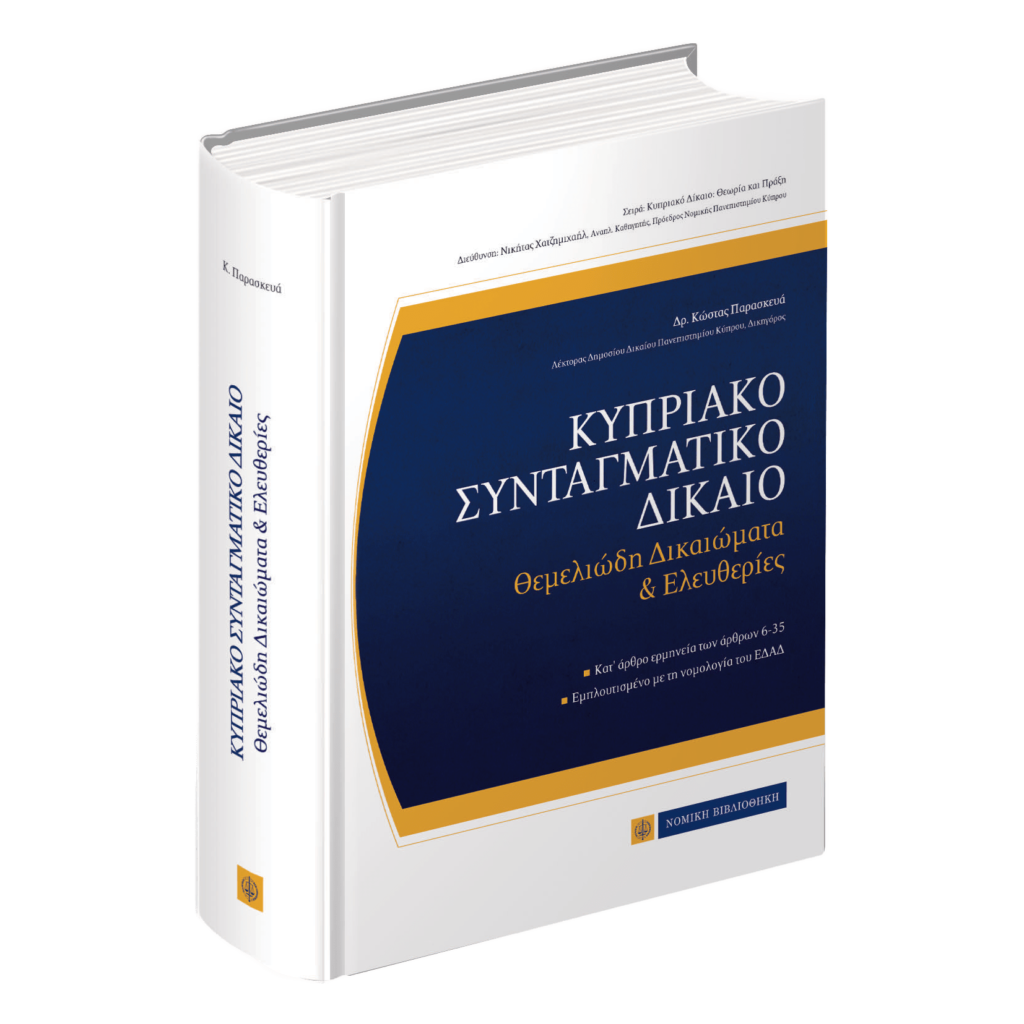 Κ. Παρασκευά
ΚΥΠΡΙΑΚΟ ΣΥΝΤΑΓΜΑΤΙΚΟ ΔΙΚΑΙΟ
Θεμελιώδη Δικαιώματα & Ελευθερίες
Σειρά: Κυπριακό Δίκαιο: Θεωρία και Πράξη
Διεύθυνση: Νικήτας Χατζημιχαήλ, Αναπλ. Καθηγητής, Πρόεδρος Νομικής Πανεπιστημίου Κύπρου
Δρ. Κώστας Παρασκευά
Λέκτορας Δημοσίου Δικαίου Πανεπιστημίου Κύπρου, Δικηγόρος
ΚΥΠΡΙΑΚΟ
ΣΥΝΤΑΓΜΑΤΙΚΟ
ΔΙΚΑΙΟ
Θεμελιώδη Δικαιώματα
& Ελευθερίες
Κατ' άρθρο ερμηνεία των άρθρων 6-35
Εμπλουτισμένο με τη νομολογία του ΕΔΑΔ
ΝΟΜΙΚΗ ΒΙΒΛΙΟΘΗΚΗ